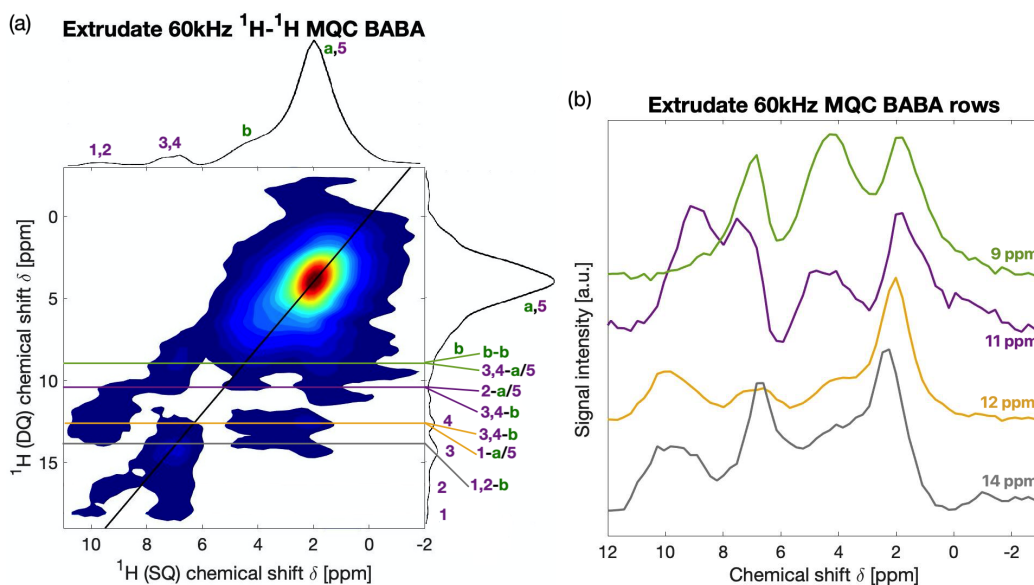 (a)
Extrudate 60kHz ¹H-¹H MQC BABA
a,5
b
3,4
1,2
0
5
10
15
¹H (DQ) chemical shift δ [ppm]
a,5
b
b-b
3,4-a/5
2-a/5
3,4-b
4
3,4-b
3
1-a/5
2
1,2-b
1
10 8 6 4 2 0 -2
¹H (SQ) chemical shift δ [ppm]
(b)
Extrudate 60kHz MQC BABA rows
Signal intensity [a.u.]
9 ppm
11 ppm
12 ppm
14 ppm
12 10 8 6 4 2 0 -2
Chemical shift δ [ppm]